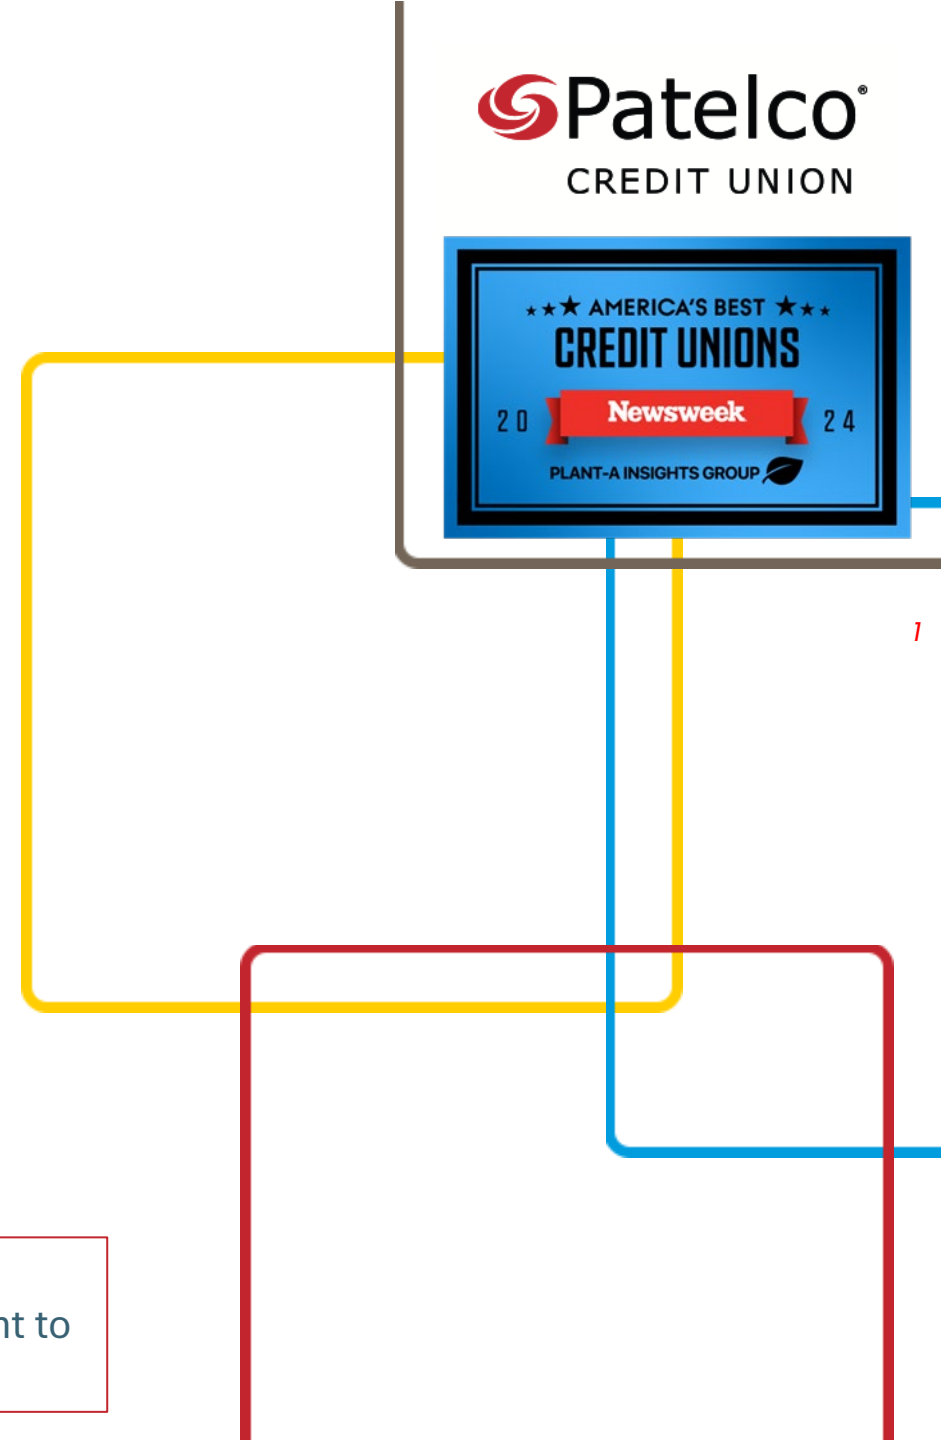 Patelco®
CREDIT UNION
AMERICA'S BEST
CREDIT UNIONS
20 Newsweek 24
PLANT-A INSIGHTS GROUP
1
nt to